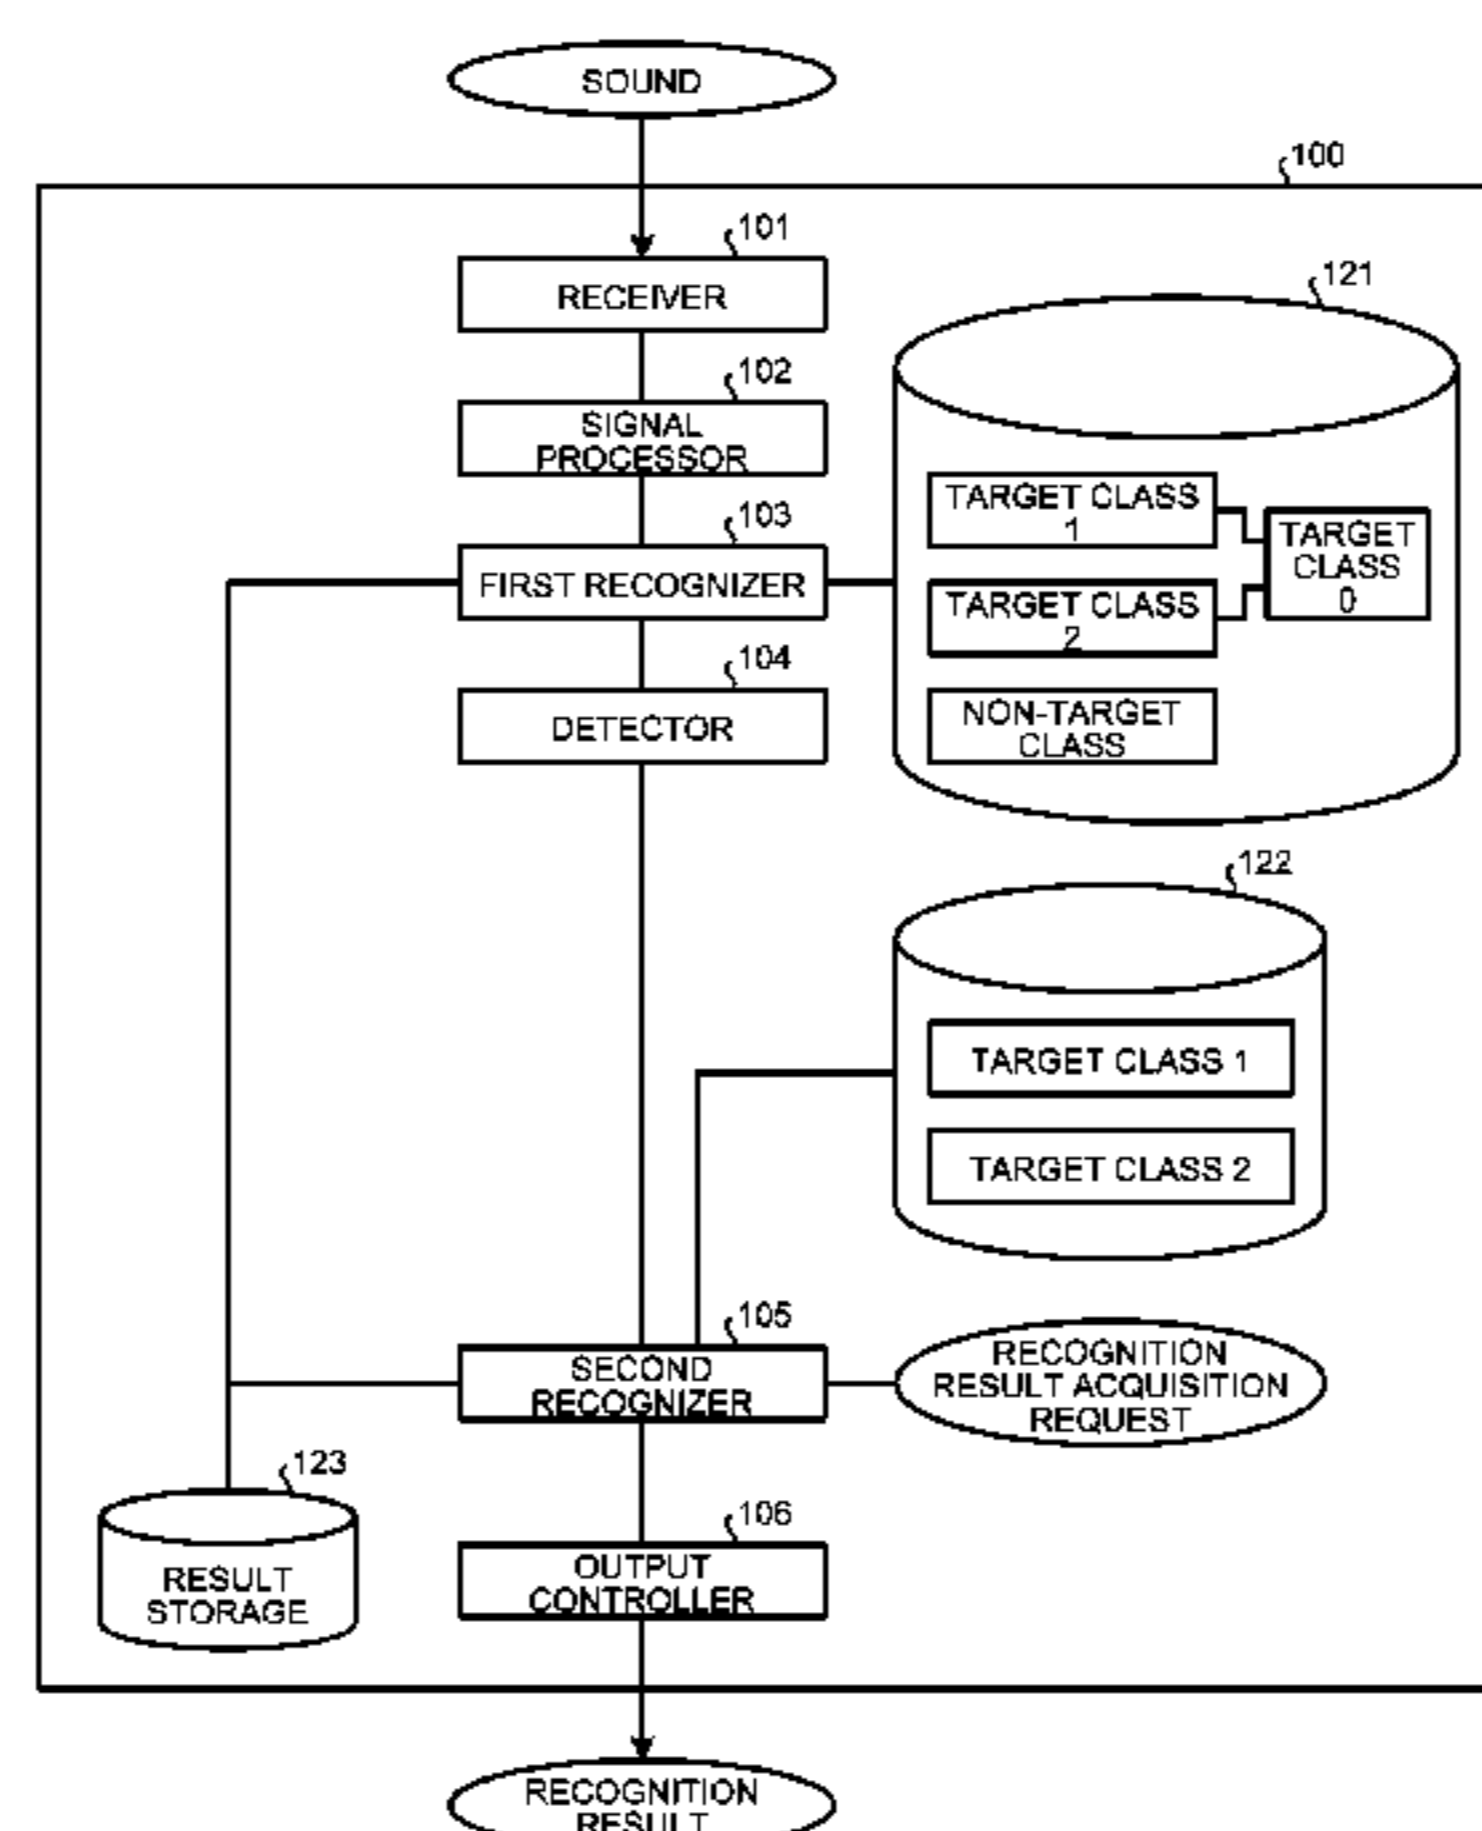 SOUND
100
101
RECEIVER
121
102
SIGNAL
PROCESSOR
TARGET CLASS
1
TARGET
CLASS
0
103
FIRST RECOGNIZER
TARGET CLASS
2
104
DETECTOR
NON-TARGET
CLASS
122
TARGET CLASS 1
TARGET CLASS 2
105
SECOND
RECOGNIZER
RECOGNITION
RESULT ACQUISITION
REQUEST
123
RESULT
STORAGE
106
OUTPUT
CONTROLLER
RECOGNITION
RESULT